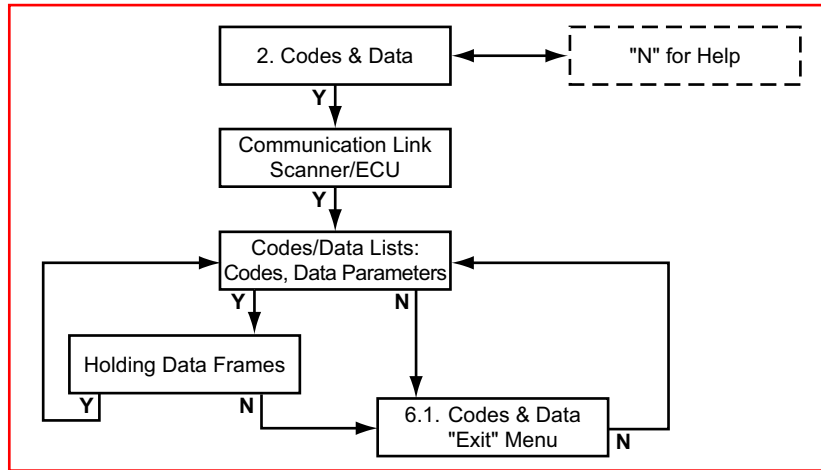 2. Codes & Data
"N" for Help
Y
Communication Link
Scanner/ECU
Y
Codes/Data Lists:
Codes, Data Parameters
Y
N
Holding Data Frames
Y
N
6.1. Codes & Data
"Exit" Menu
N